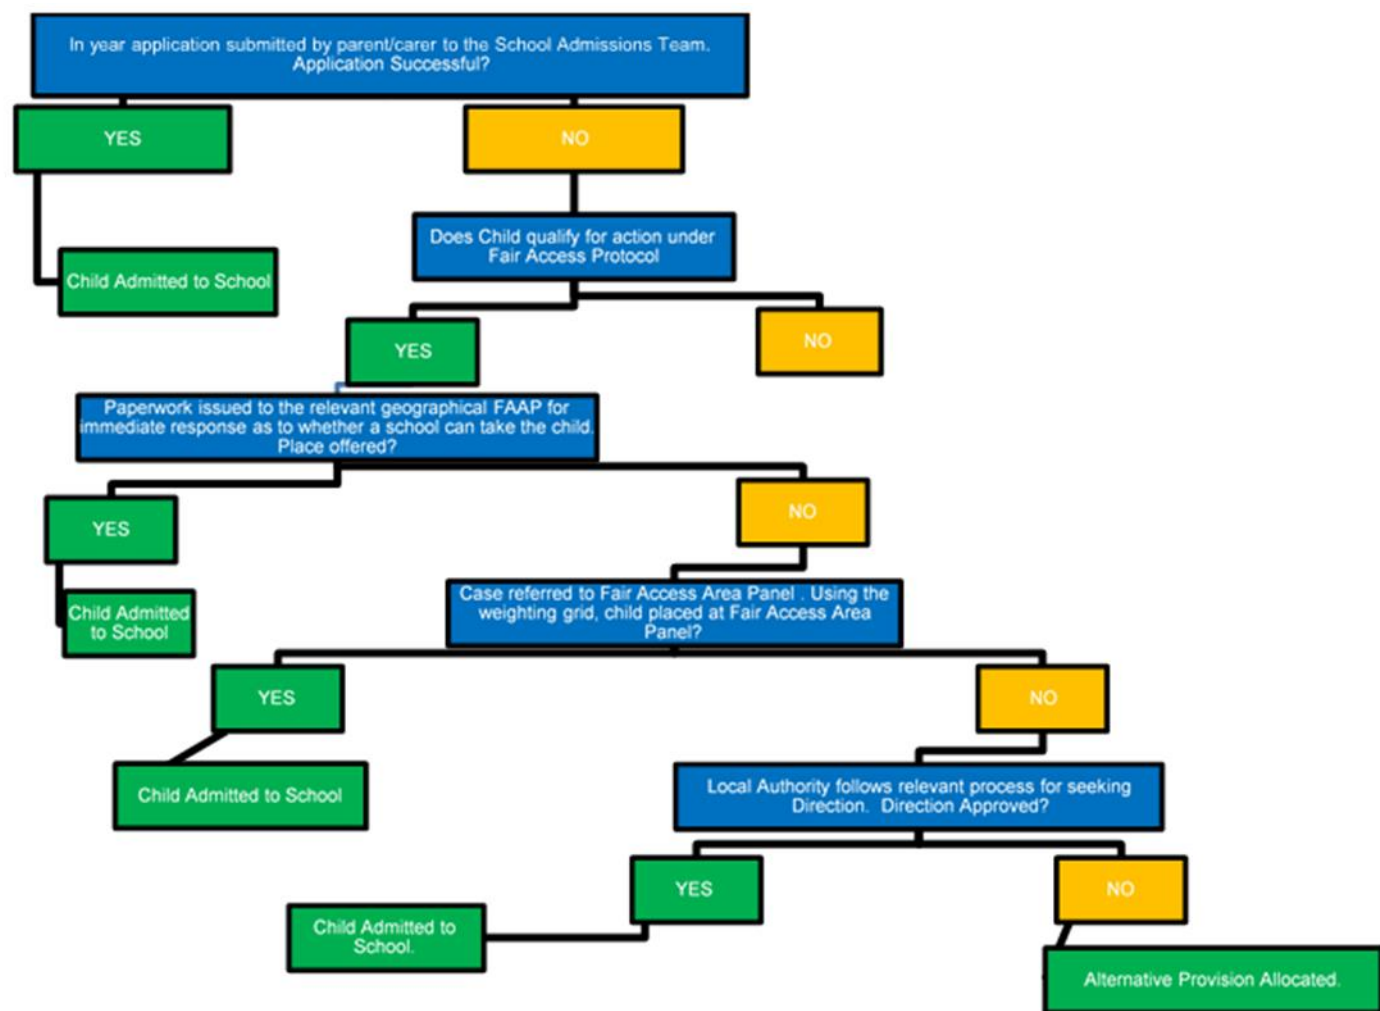 In year application submitted by parent/carer to the School Admissions Team.
Application Successful?
YES
NO
Does Child qualify for action under
Fair Access Protocol
Child Admitted to School
YES
NO
Paperwork issued to the relevant geographical FAAP for
immediate response as to whether a school can take the child.
Place offered?
YES
NO
Child Admitted
to School
Case referred to Fair Access Area Panel . Using the
weighting grid, child placed at Fair Access Area
Panel?
YES
NO
Child Admitted to School
Local Authority follows relevant process for seeking
Direction.  Direction Approved?
YES
NO
Child Admitted to
School.
Alternative Provision Allocated.